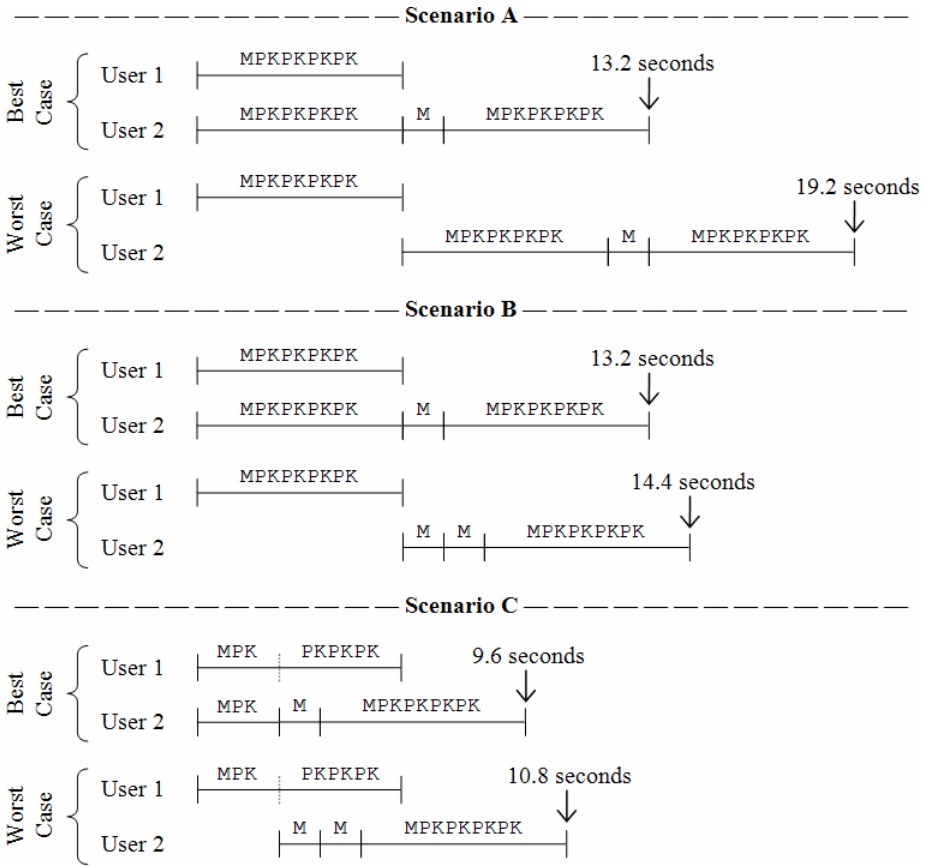 Scenario A
Best Case
User 1
MPKPKPKPK
13.2 seconds
User 2
MPKPKPKPK M MPKPKPKPK
Worst Case
User 1
MPKPKPKPK
19.2 seconds
User 2
MPKPKPKPK M MPKPKPKPK
Scenario B
Best Case
User 1
MPKPKPKPK
13.2 seconds
User 2
MPKPKPKPK M MPKPKPKPK
Worst Case
User 1
MPKPKPKPK
14.4 seconds
User 2
M M MPKPKPKPK
Scenario C
Best Case
User 1
MPK PKPKPK
9.6 seconds
User 2
MPK M MPKPKPKPK
Worst Case
User 1
MPK PKPKPK
10.8 seconds
User 2
M M MPKPKPKPK